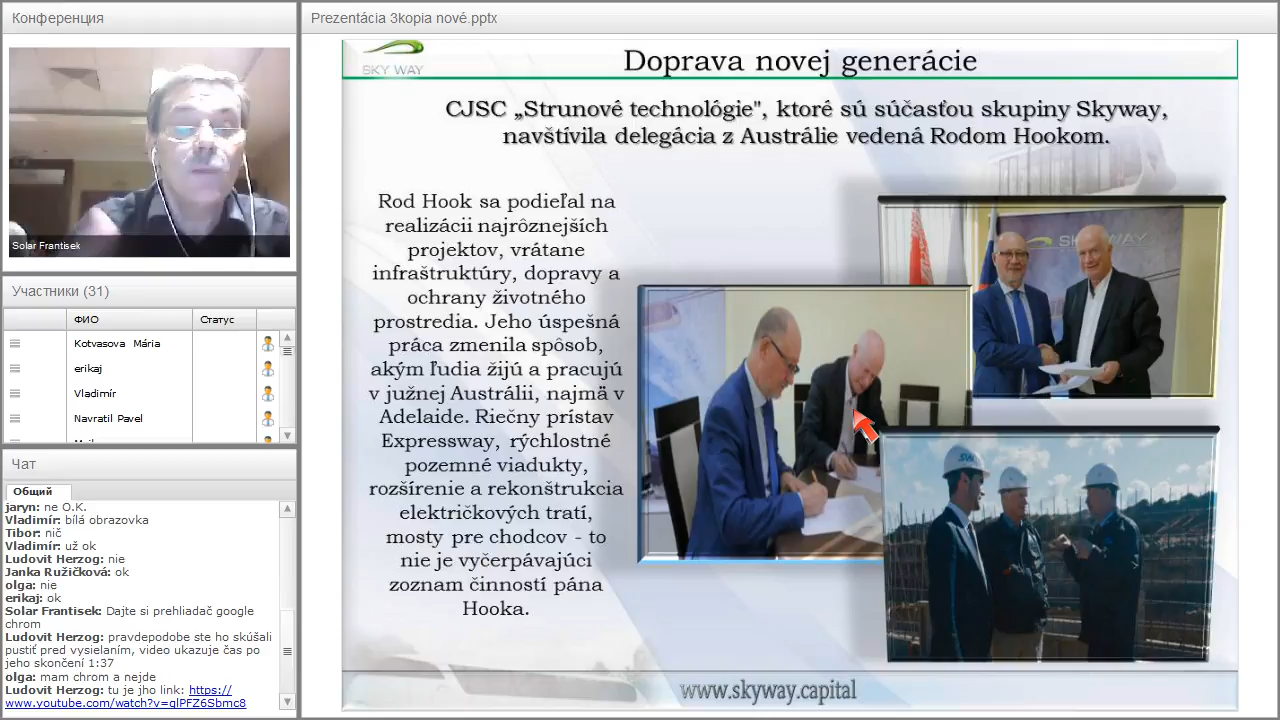 Конференция
Solar Frantisek
Участники (31)
ФИО
Статус
Kotvasova Mária
erikaj
Vladimír
Navratil Pavel
Чат
Общий
jaryn: ne O.K.
Vladimír: bílá obrazovka
Tibor: nič
Vladimír: už ok
Ludovit Herzog: nie
Janka Ružičková: ok
olga: nie
erikaj: ok
Solar Frantisek: Dajte si prehliadač google
chrom
Ludovit Herzog: pravdepodobe ste ho skúšali
pustiť pred vysielaním, video ukazuje čas po
jeho skončení 1:37
olga: mam chrom a nejde
Ludovit Herzog: tu je jho link: https://
www.youtube.com/watch?v=qlPFZ6Sbmc8
Prezentácia 3kopia nové.pptx
SKY WAY
Doprava novej generácie
CJSC „Strunové technológie", ktoré sú súčasťou skupiny Skyway,
navštívila delegácia z Austrálie vedená Rodom Hookom.
Rod Hook sa podieľal na
realizácii najrôznejších
projektov, vrátane
infraštruktúry, dopravy a
ochrany životného
prostredia. Jeho úspešná
práca zmenila spôsob,
akým ľudia žijú a pracujú
v južnej Austrálii, najmä v
Adelaide. Riečny prístav
Expressway, rýchlostné
pozemné viadukty,
rozšírenie a rekonštrukcia
električkových tratí,
mosty pre chodcov - to
nie je vyčerpávajúci
zoznam činností pána
Hooka.
SKY WAY
SW
www.skyway.capital